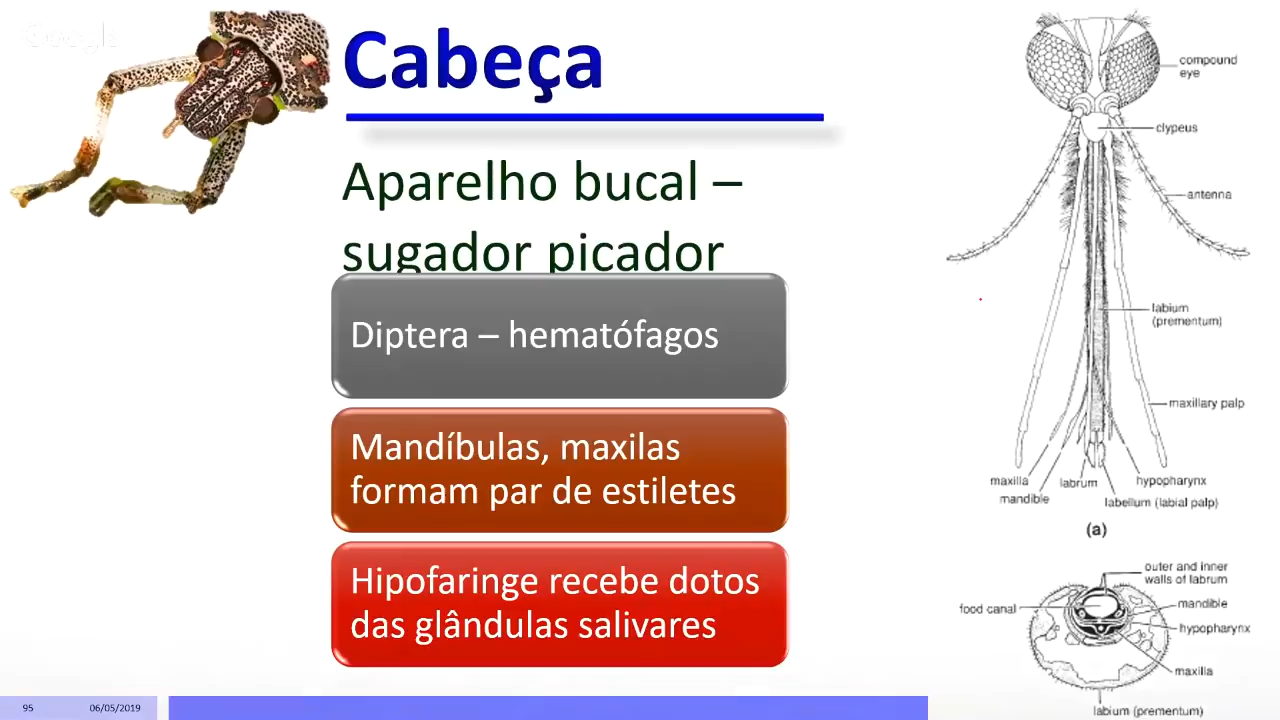 Google
Cabeça
Aparelho bucal –
sugador picador
Diptera – hematófagos
Mandíbulas, maxilas
formam par de estiletes
Hipofaringe recebe dotos
das glândulas salivares
compound
eye
clypeus
antenna
labium
(prementum)
maxillary palp
maxilla
mandible
labrum
hypopharynx
labellum (labial palp)
(a)
outer and inner
walls of labrum
food canal
mandible
hypopharynx
maxilla
labium (prementum)
95
06/05/2019